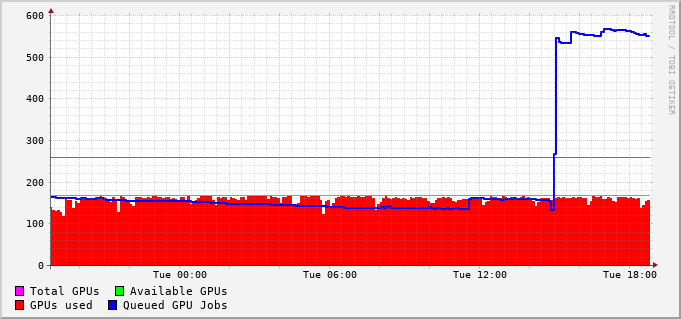 600
500
400
300
200
100
0
Tue 00:00 Tue 06:00 Tue 12:00 Tue 18:00
Total GPUs Available GPUs
GPUs used Queued GPU Jobs
RRDTOOL / TOBI OETIKER